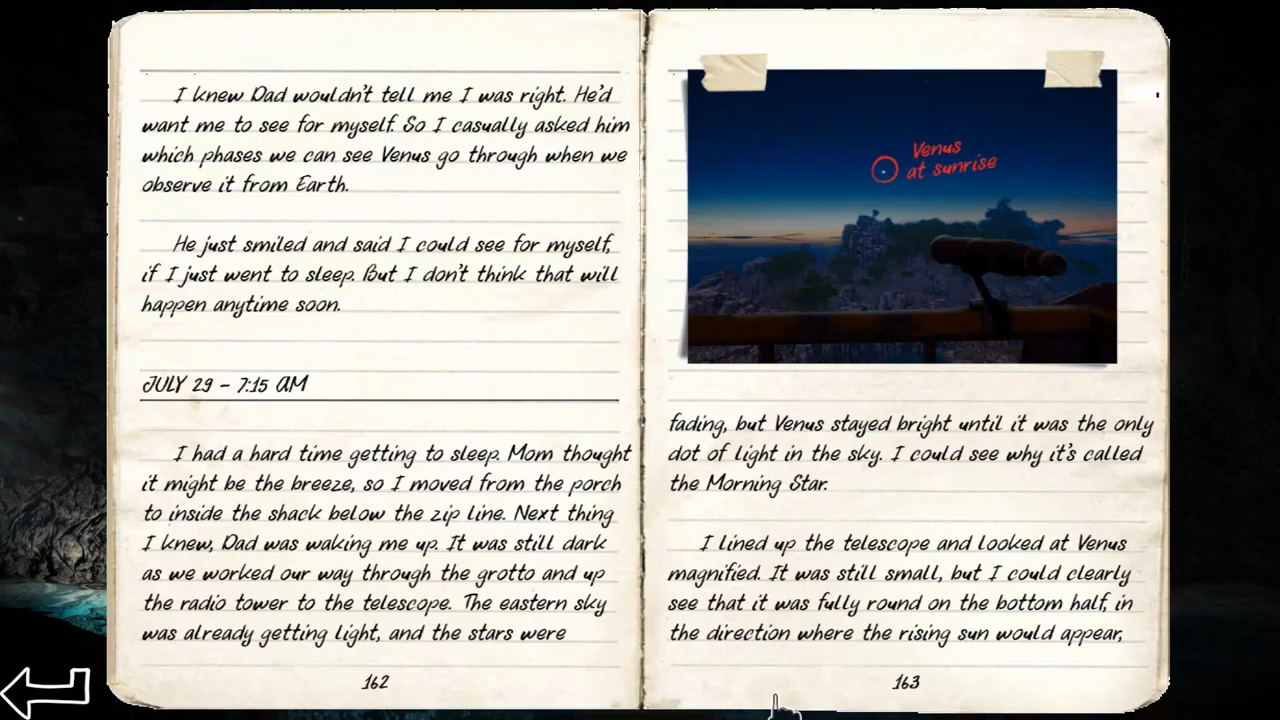 I knew Dad wouldn't tell me I was right. He'd
want me to see for myself. So I casually asked him
which phases we can see Venus go through when we
observe it from Earth.
He just smiled and said I could see for myself,
if I just went to sleep. But I don't think that will
happen anytime soon.
JULY 29 - 7:15 AM
I had a hard time getting to sleep. Mom thought
it might be the breeze, so I moved from the porch
to inside the shack below the zip line. Next thing
I knew, Dad was waking me up. It was still dark
as we worked our way through the grotto and up
the radio tower to the telescope. The eastern sky
was already getting light, and the stars were
162
Venus
at sunrise
fading, but Venus stayed bright until it was the only
dot of light in the sky. I could see why it's called
the Morning Star.
I lined up the telescope and looked at Venus
magnified. It was still small, but I could clearly
see that it was fully round on the bottom half, in
the direction where the rising sun would appear,
163